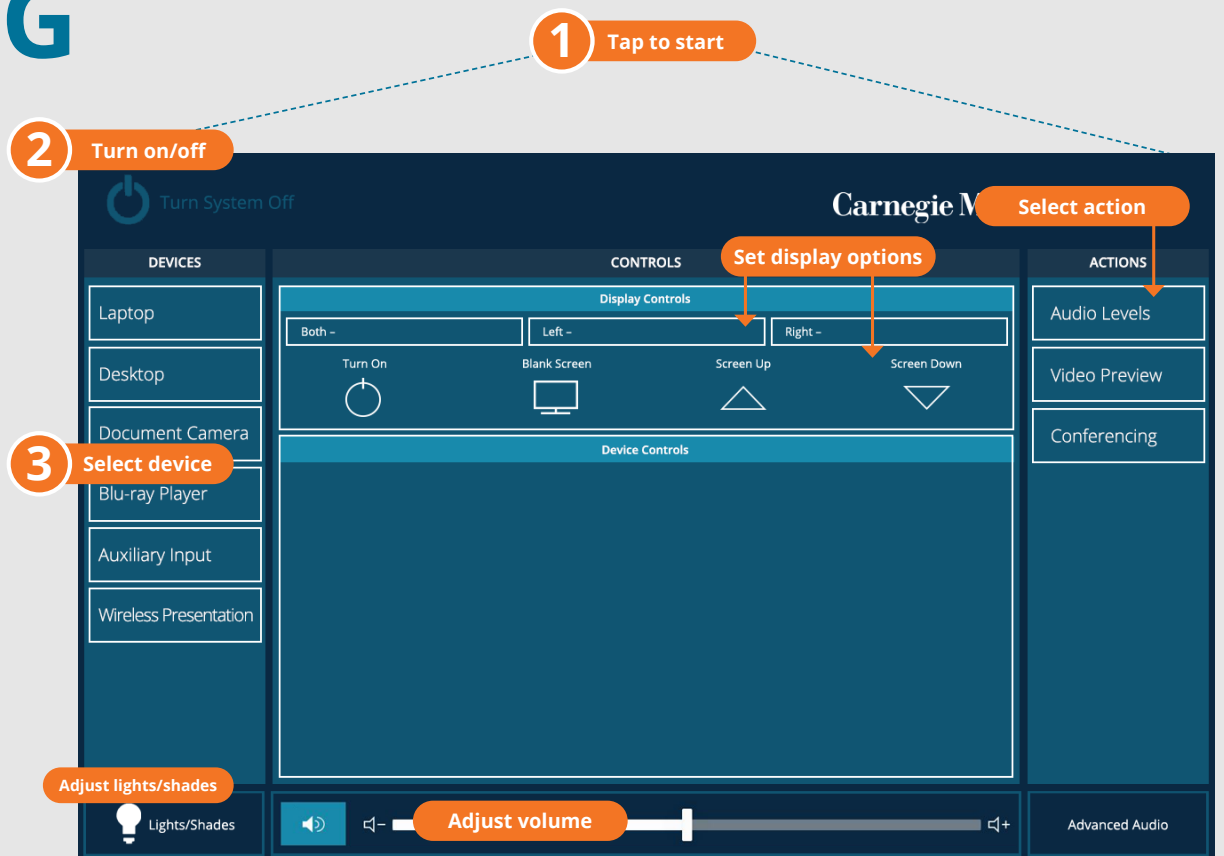 G
1 Tap to start
2 Turn on/off
Turn System Off
Carnegie
Select action
DEVICES
CONTROLS
Set display options
ACTIONS
Laptop
Desktop
Document Camera
3 Select device
Blu-ray Player
Auxiliary Input
Wireless Presentation
Display Controls
Both –
Left –
Right –
Turn On
Blank Screen
Screen Up
Screen Down
Device Controls
Audio Levels
Video Preview
Conferencing
Adjust lights/shades
Lights/Shades
–
Adjust volume
+
Advanced Audio